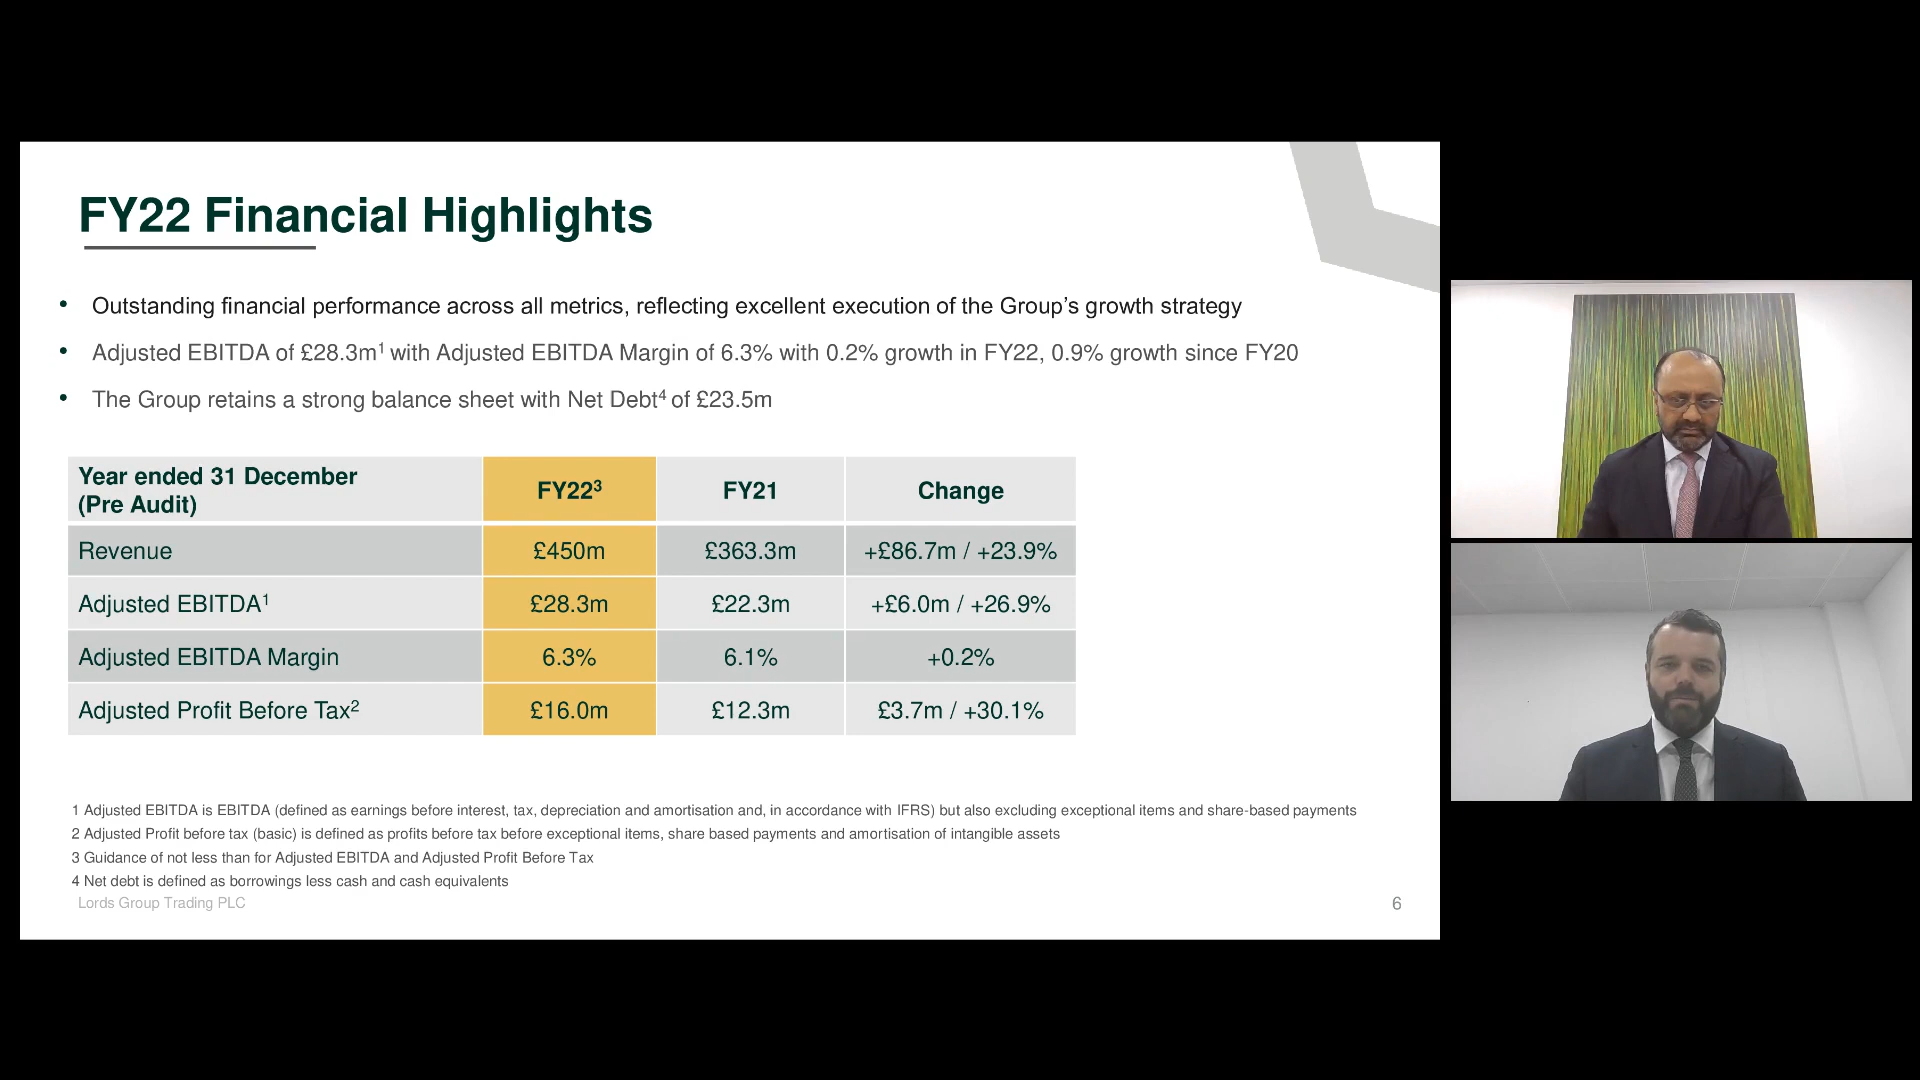 FY22 Financial Highlights
• Outstanding financial performance across all metrics, reflecting excellent execution of the Group’s growth strategy
• Adjusted EBITDA of £28.3m¹ with Adjusted EBITDA Margin of 6.3% with 0.2% growth in FY22, 0.9% growth since FY20
• The Group retains a strong balance sheet with Net Debt⁴ of £23.5m
Year ended 31 December
(Pre Audit)
FY22³ FY21 Change
Revenue £450m £363.3m +£86.7m / +23.9%
Adjusted EBITDA¹ £28.3m £22.3m +£6.0m / +26.9%
Adjusted EBITDA Margin 6.3% 6.1% +0.2%
Adjusted Profit Before Tax² £16.0m £12.3m £3.7m / +30.1%
1 Adjusted EBITDA is EBITDA (defined as earnings before interest, tax, depreciation and amortisation and, in accordance with IFRS) but also excluding exceptional items and share-based payments
2 Adjusted Profit before tax (basic) is defined as profits before tax before exceptional items, share based payments and amortisation of intangible assets
3 Guidance of not less than for Adjusted EBITDA and Adjusted Profit Before Tax
4 Net debt is defined as borrowings less cash and cash equivalents
Lords Group Trading PLC
6